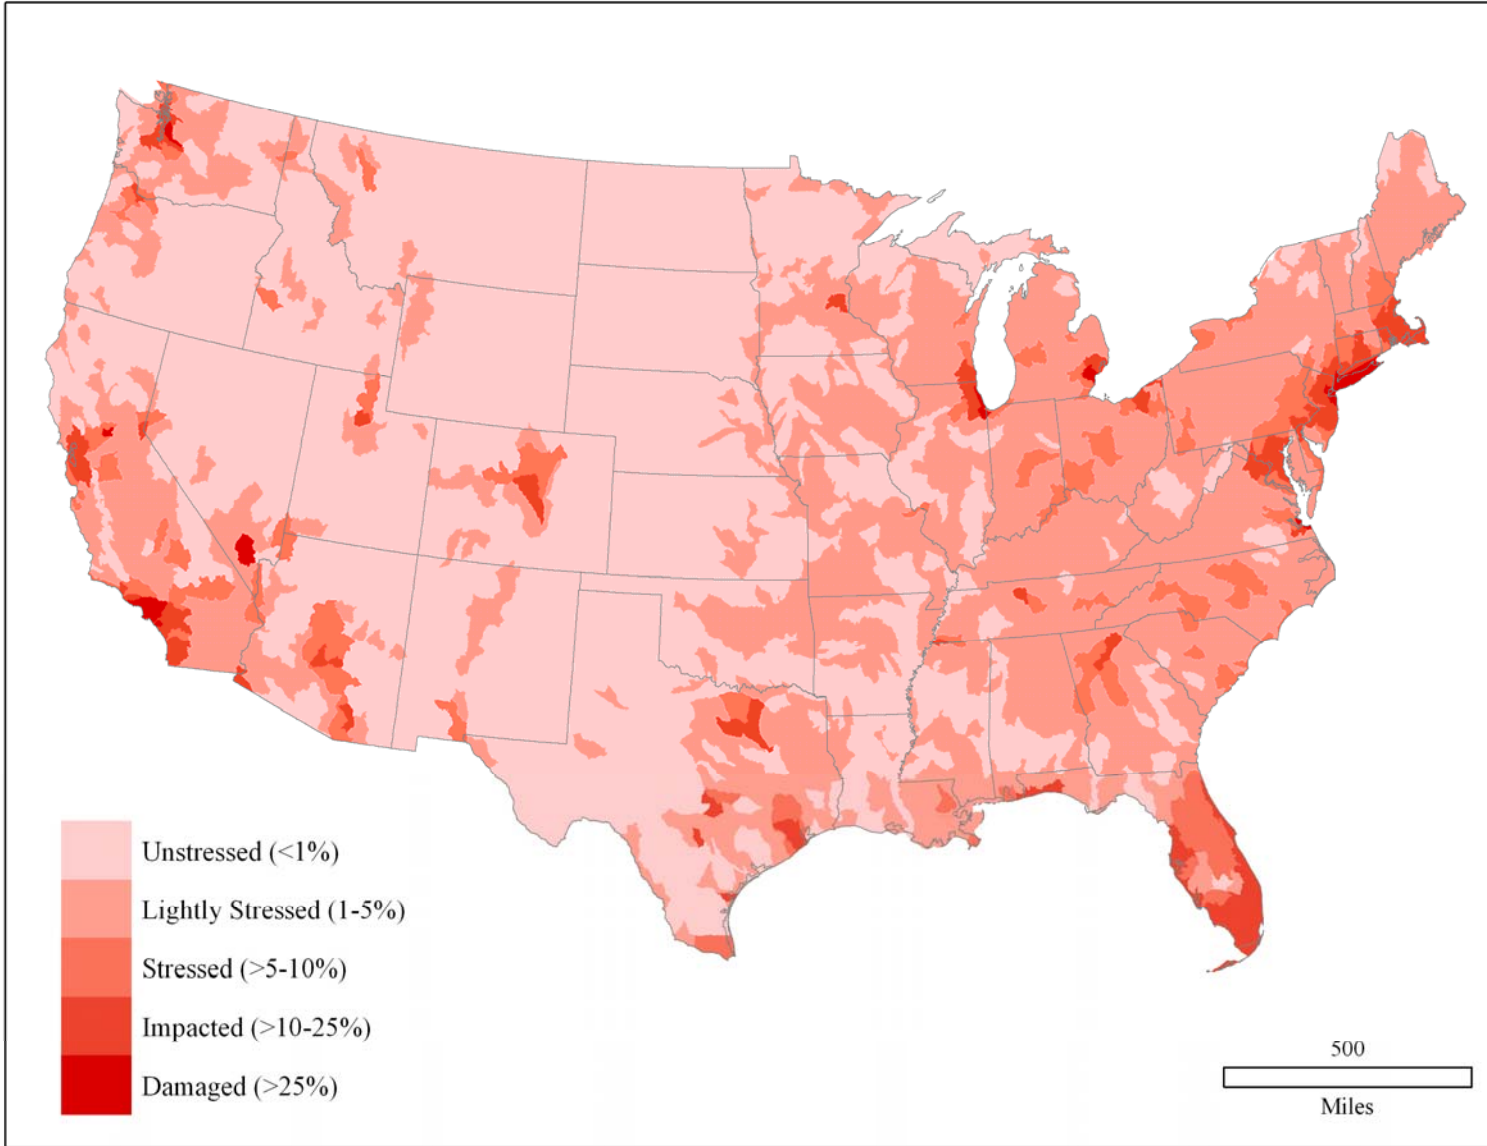 Unstressed (<1%)
Lightly Stressed (1-5%)
Stressed (>5-10%)
Impacted (>10-25%)
Damaged (>25%)
500
Miles